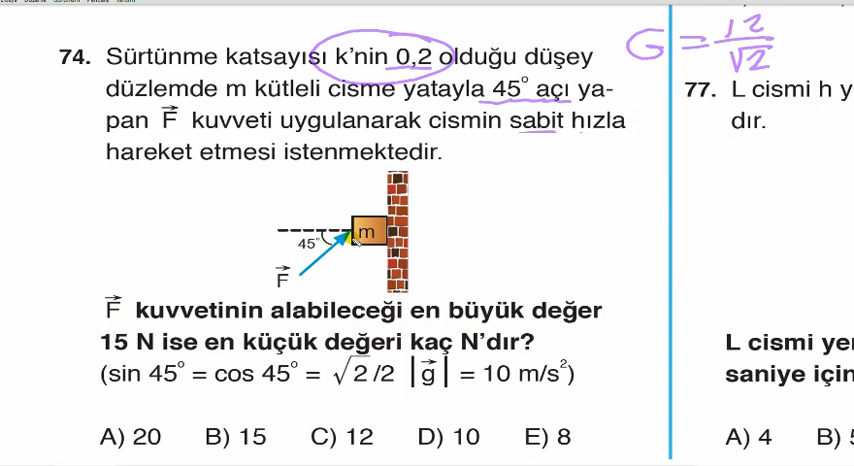 74. Sürtünme katsayısı k'nin 0,2 olduğu düşey
düzlemde m kütleli cisme yatayla 45° açı ya-
pan F kuvveti uygulanarak cismin sabit hızla
hareket etmesi istenmektedir.
45°
m
F
F kuvvetinin alabileceği en büyük değer
15 N ise en küçük değeri kaç N'dır?
(sin 45° = cos 45° = √2/2 |g| = 10 m/s²)
A) 20 B) 15 C) 12 D) 10 E) 8
G = 12/√2
77. L cismi h y
dır.
L cismi ye
saniye için
A) 4 B)